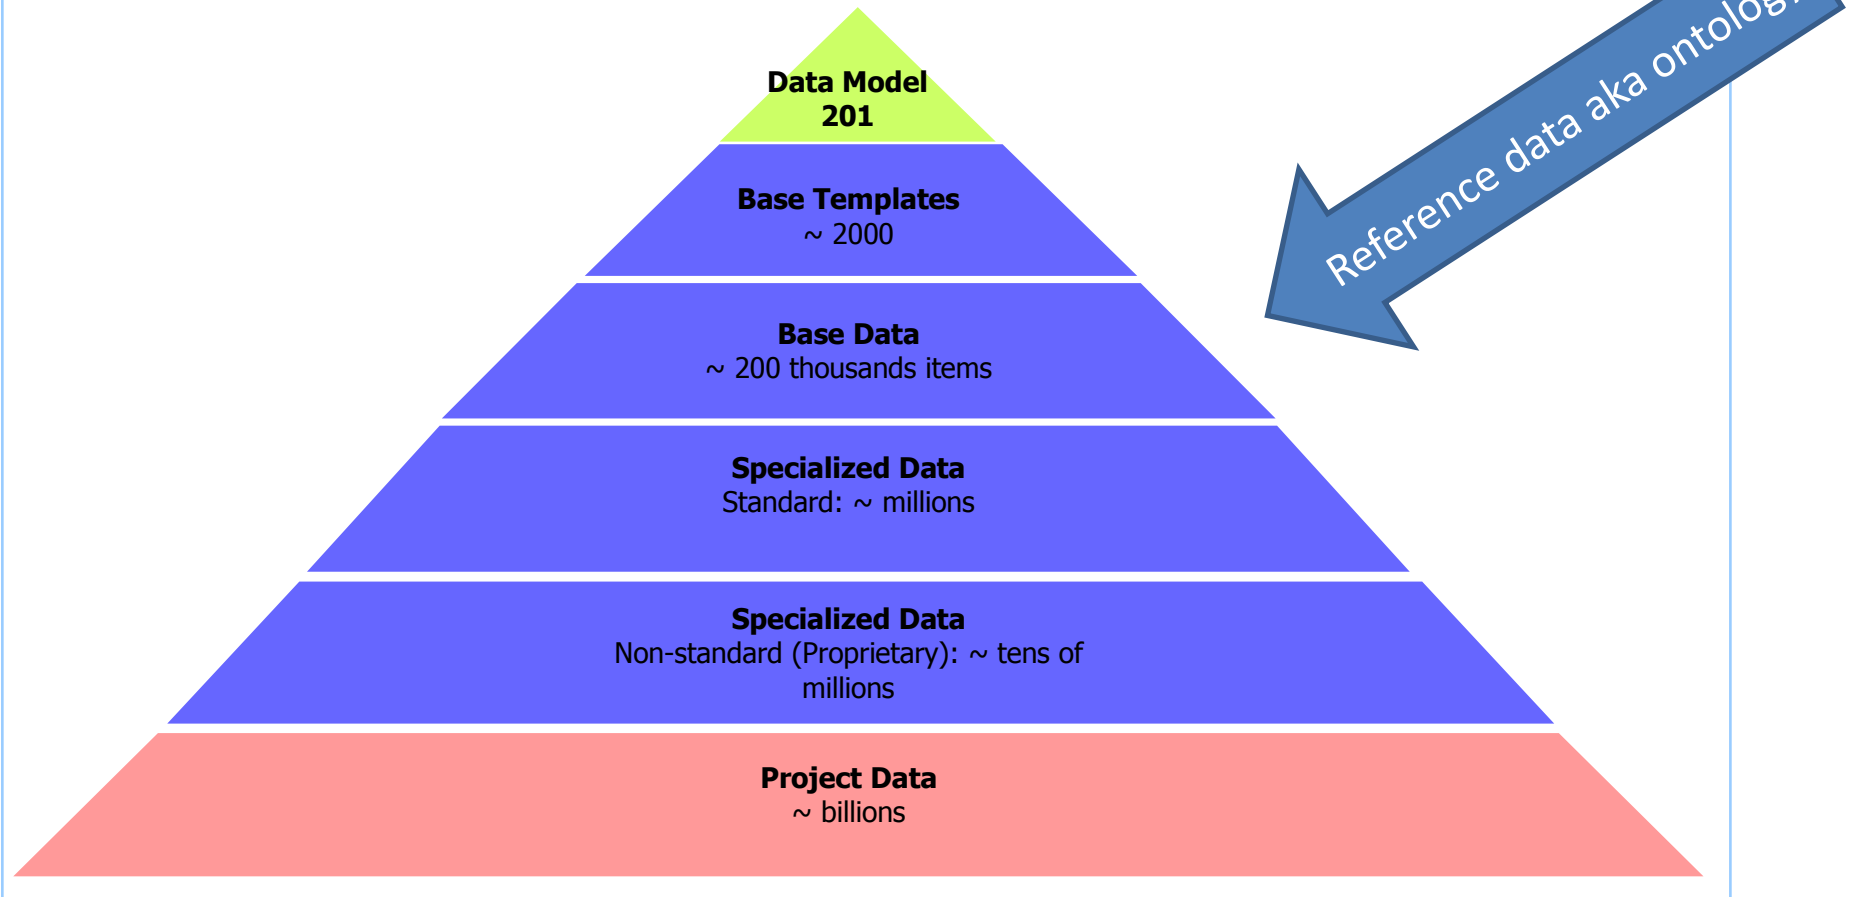 Data Model
201
Base Templates
~ 2000
Base Data
~ 200 thousands items
Specialized Data
Standard: ~ millions
Specialized Data
Non-standard (Proprietary): ~ tens of
millions
Project Data
~ billions
Reference data aka ontology